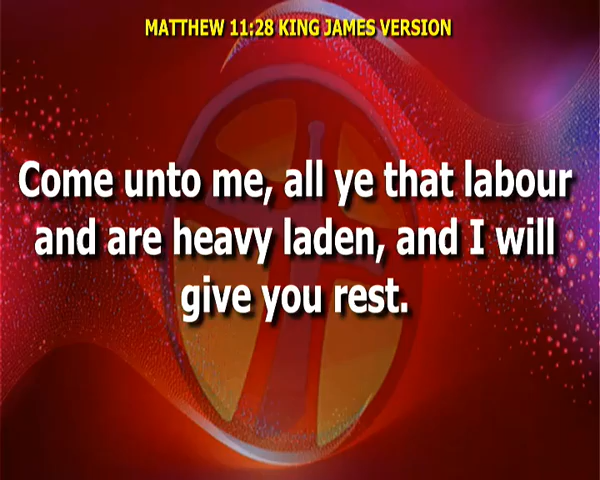 MATTHEW 11:28 KING JAMES VERSION
Come unto me, all ye that labour
and are heavy laden, and I will
give you rest.